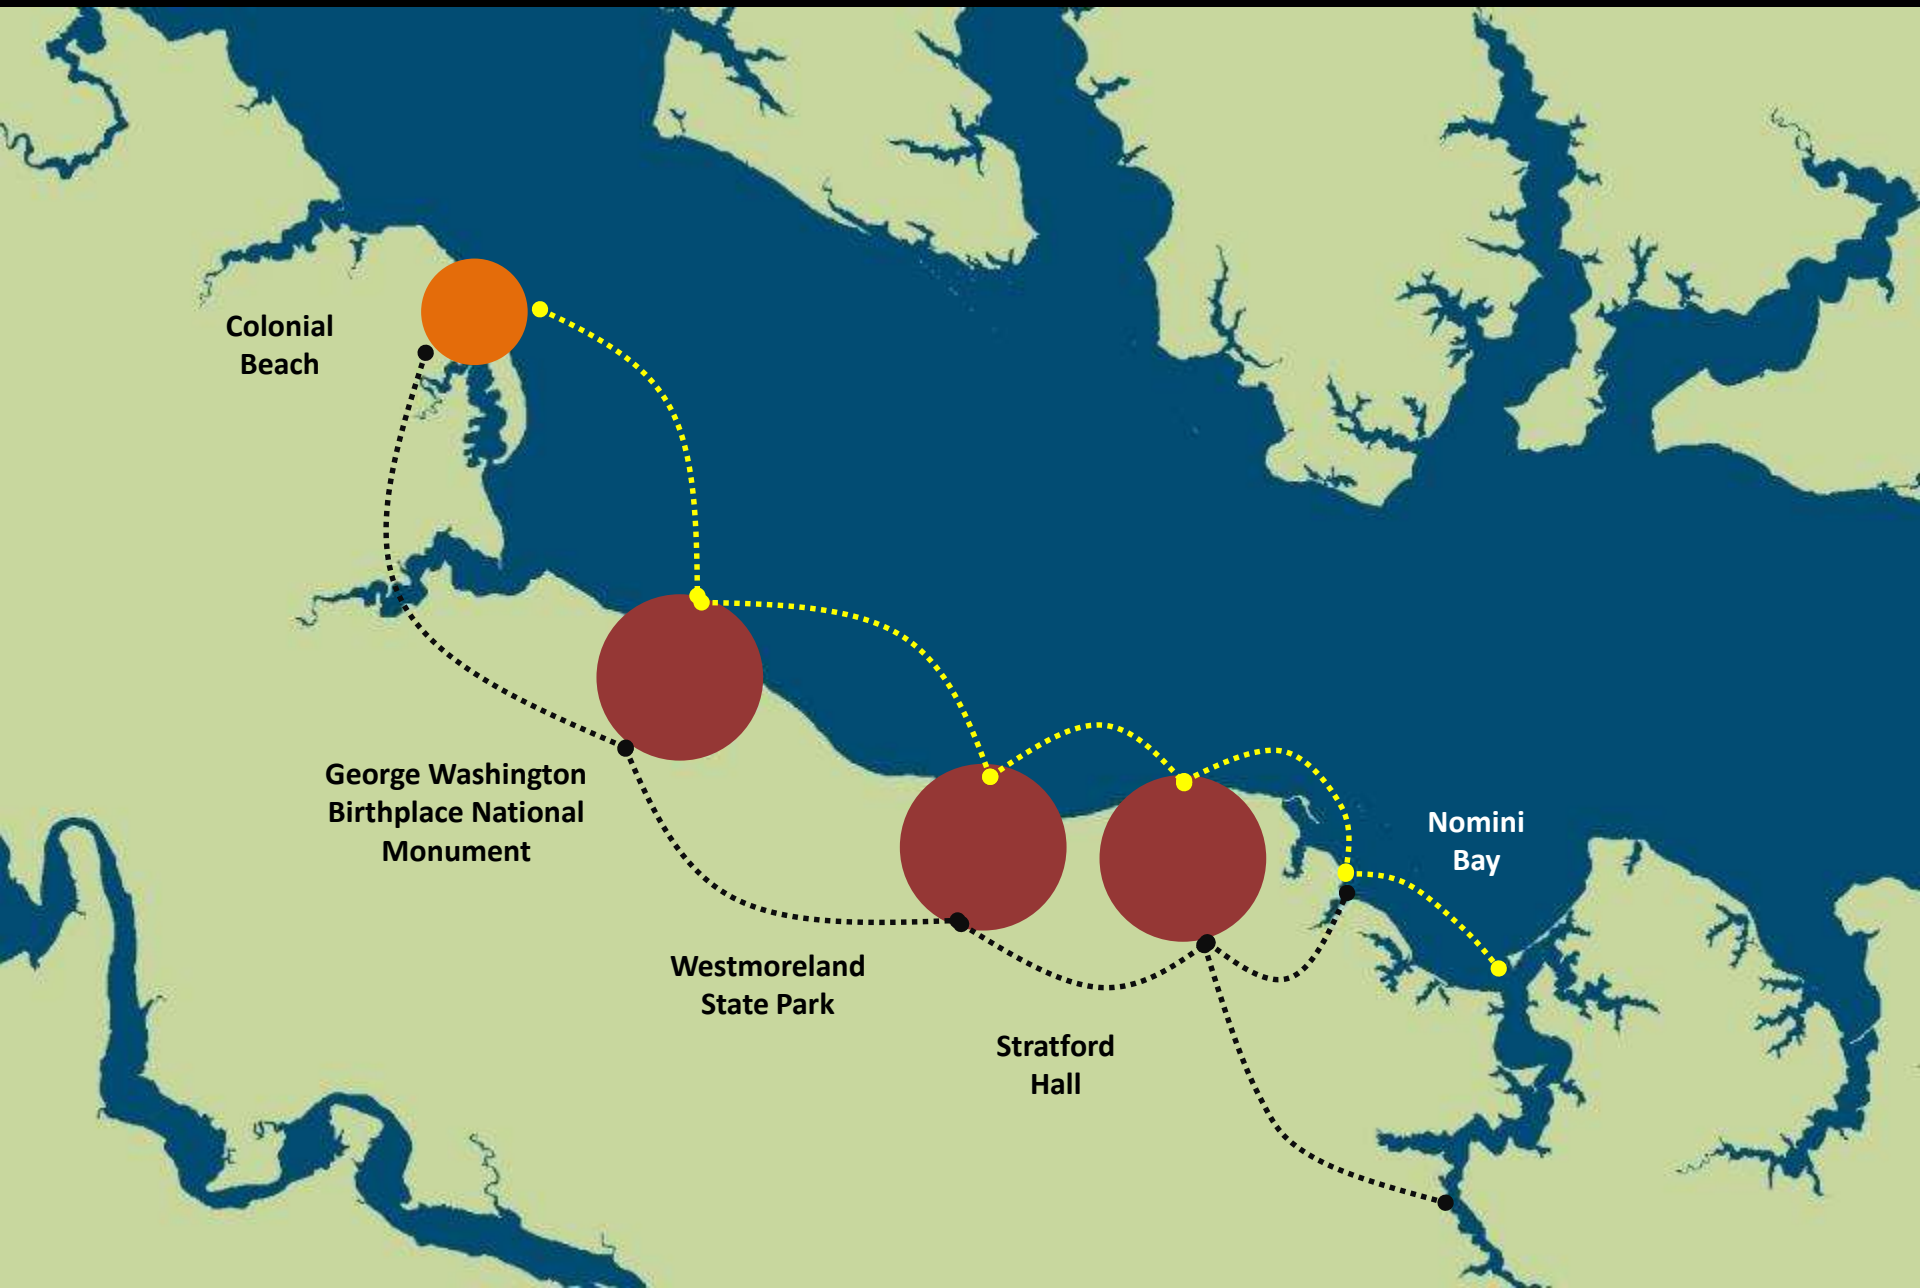 Colonial
Beach
George Washington
Birthplace National
Monument
Nomini
Bay
Westmoreland
State Park
Stratford
Hall